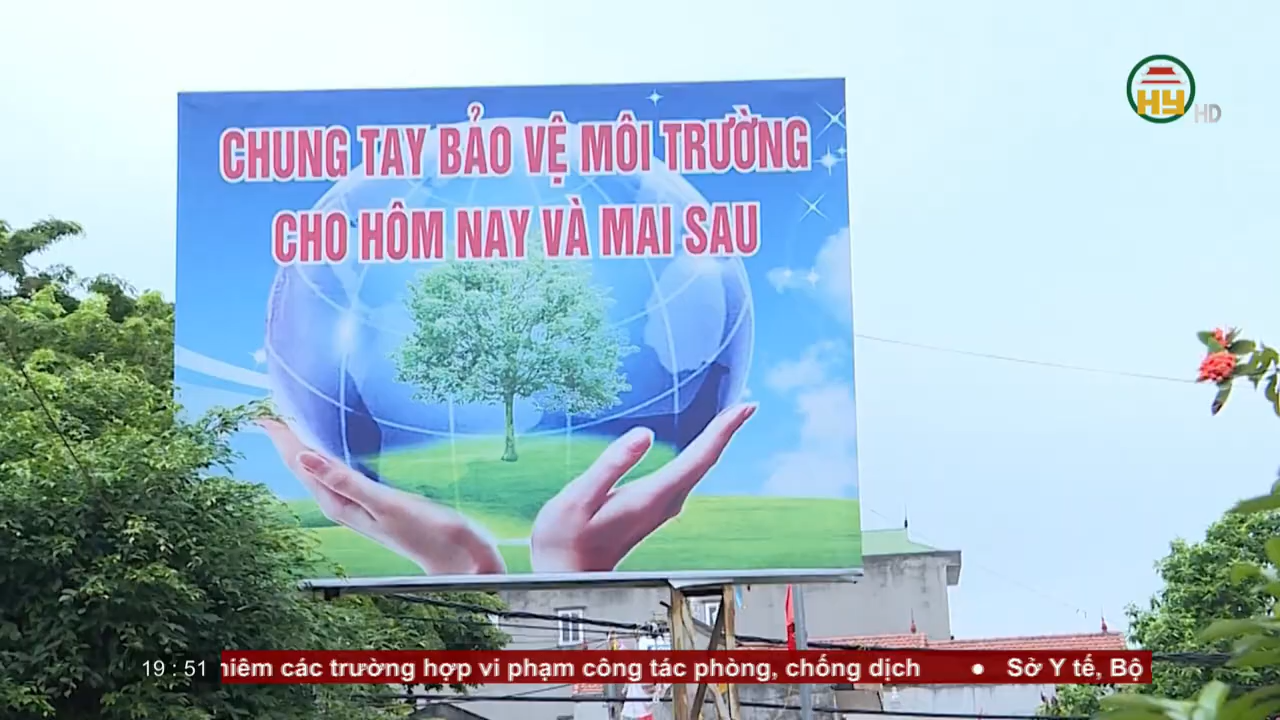 HY HD
CHUNG TAY BẢO VỆ MÔI TRƯỜNG
CHO HÔM NAY VÀ MAI SAU
19 : 51 các trường hợp vi phạm công tác phòng, chống dịch ● Sở Y tế, Bộ